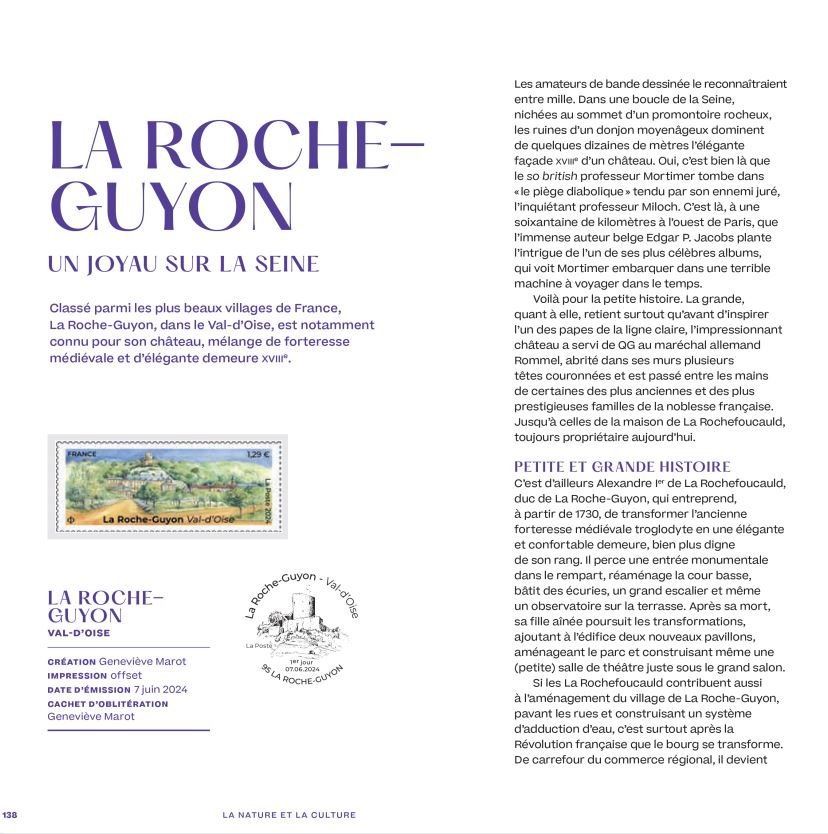 LA ROCHE–
GUYON
UN JOYAU SUR LA SEINE
Classé parmi les plus beaux villages de France,
La Roche-Guyon, dans le Val-d’Oise, est notamment
connu pour son château, mélange de forteresse
médiévale et d’élégante demeure XVIIIᵉ.
FRANCE
1,29 €
La Poste 2024
La Roche-Guyon Val-d'Oise
LA ROCHE–
GUYON
VAL-D’OISE
CRÉATION Geneviève Marot
IMPRESSION offset
DATE D’ÉMISSION 7 juin 2024
CACHET D’OBLITÉRATION
Geneviève Marot
La Roche-Guyon - Val-d'Oise
La Poste
1ᵉʳ jour
07.06.2024
95 LA ROCHE-GUYON
Les amateurs de bande dessinée le reconnaîtraient
entre mille. Dans une boucle de la Seine,
nichées au sommet d’un promontoire rocheux,
les ruines d’un donjon moyenâgeux dominent
de quelques dizaines de mètres l’élégante
façade XVIIIᵉ d’un château. Oui, c’est bien là que
le so british professeur Mortimer tombe dans
« le piège diabolique » tendu par son ennemi juré,
l’inquiétant professeur Miloch. C’est là, à une
soixantaine de kilomètres à l’ouest de Paris, que
l’immense auteur belge Edgar P. Jacobs plante
l’intrigue de l’un de ses plus célèbres albums,
qui voit Mortimer embarquer dans une terrible
machine à voyager dans le temps.
Voilà pour la petite histoire. La grande,
quant à elle, retient surtout qu’avant d’inspirer
l’un des papes de la ligne claire, l’impressionnant
château a servi de QG au maréchal allemand
Rommel, abrité dans ses murs plusieurs
têtes couronnées et est passé entre les mains
de certaines des plus anciennes et des plus
prestigieuses familles de la noblesse française.
Jusqu’à celles de la maison de La Rochefoucauld,
toujours propriétaire aujourd’hui.
PETITE ET GRANDE HISTOIRE
C’est d’ailleurs Alexandre Iᵉʳ de La Rochefoucauld,
duc de La Roche-Guyon, qui entreprend,
à partir de 1730, de transformer l’ancienne
forteresse médiévale troglodyte en une élégante
et confortable demeure, bien plus digne
de son rang. Il perce une entrée monumentale
dans le rempart, réaménage la cour basse,
bâtit des écuries, un grand escalier et même
un observatoire sur la terrasse. Après sa mort,
sa fille aînée poursuit les transformations,
ajoutant à l’édifice deux nouveaux pavillons,
aménageant le parc et construisant même une
(petite) salle de théâtre juste sous le grand salon.
Si les La Rochefoucauld contribuent aussi
à l’aménagement du village de La Roche-Guyon,
pavant les rues et construisant un système
d’adduction d’eau, c’est surtout après la
Révolution française que le bourg se transforme.
De carrefour du commerce régional, il devient
138
LA NATURE ET LA CULTURE